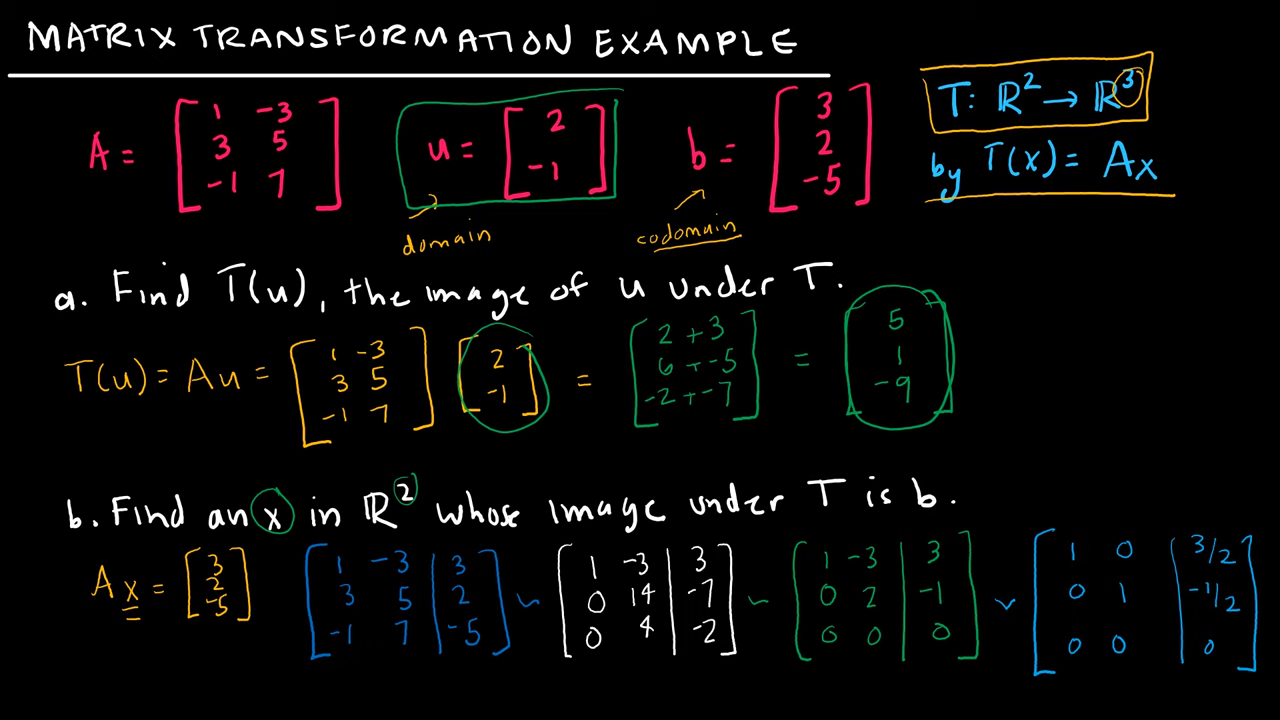 MATRIX TRANSFORMATION EXAMPLE
A = [ 1 -3 ; 3 5 ; -1 7 ] u = [ 2 ; -1 ] b = [ 3 ; 2 ; -5 ]
T: ℝ² → ℝ³
by T(x) = Ax
domain codomain
a. Find T(u), the image of u under T.
T(u) = Au = [ 1 -3 ; 3 5 ; -1 7 ] [ 2 ; -1 ] = [ 2 + 3 ; 6 + -5 ; -2 + -7 ] = [ 5 ; 1 ; -9 ]
b. Find an x in ℝ² whose image under T is b.
Ax = [ 3 ; 2 ; -5 ] [ 1 -3 | 3 ; 3 5 | 2 ; -1 7 | -5 ] ~ [ 1 -3 | 3 ; 0 14 | -7 ; 0 4 | -2 ] ~ [ 1 -3 | 3 ; 0 2 | -1 ; 0 0 | 0 ] ~ [ 1 0 | 3/2 ; 0 1 | -1/2 ; 0 0 | 0 ]